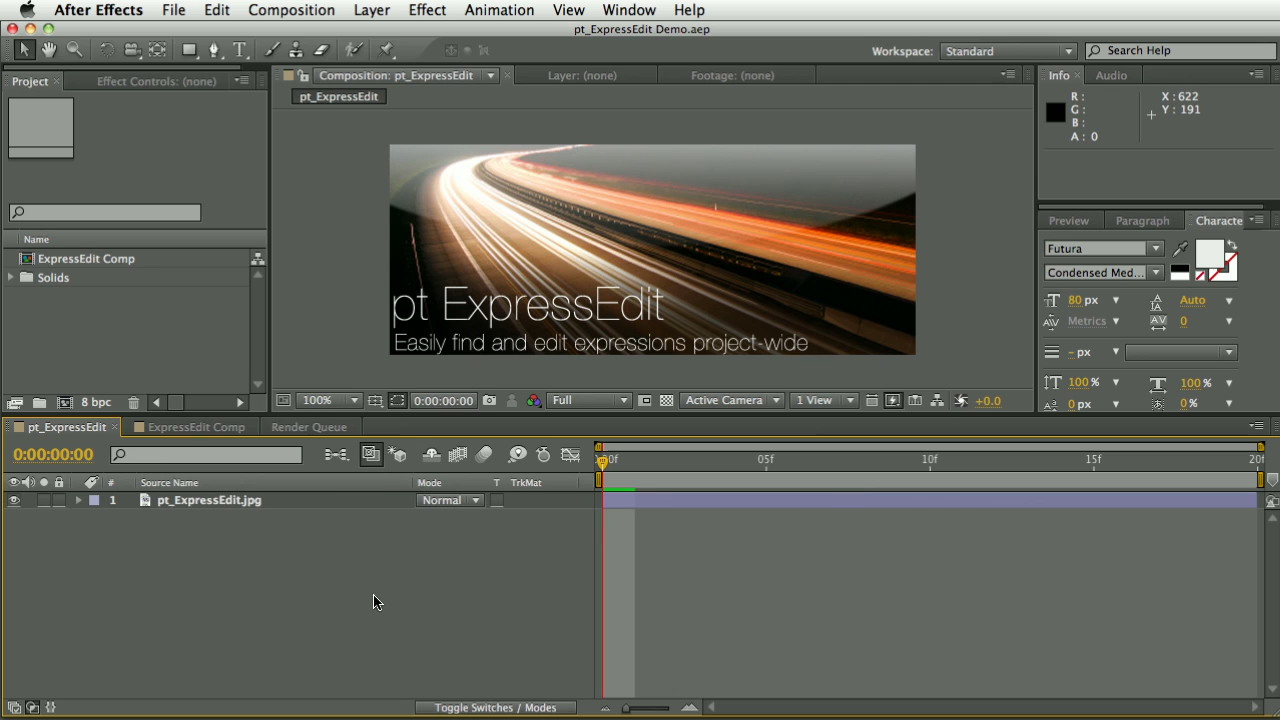 After Effects File Edit Composition Layer Effect Animation View Window Help
pt_ExpressEdit Demo.aep
Workspace: Standard Search Help
Project Effect Controls: (none) Composition: pt_ExpressEdit Layer: (none) Footage: (none) Info Audio
pt_ExpressEdit
R :
G :
B :
A : 0
X : 622
Y : 191
pt ExpressEdit
Easily find and edit expressions project-wide
Name
ExpressEdit Comp
Solids
8 bpc
Preview Paragraph Characte
Futura
Condensed Med...
80 px Auto
Metrics 0
- px
100 % 100 %
0 px 0 %
100% 0:00:00:00 Full Active Camera 1 View +0.0
pt_ExpressEdit ExpressEdit Comp Render Queue
0:00:00:00
:00f 05f 10f 15f 20f
# Source Name Mode T TrkMat
1 pt_ExpressEdit.jpg Normal
Toggle Switches / Modes